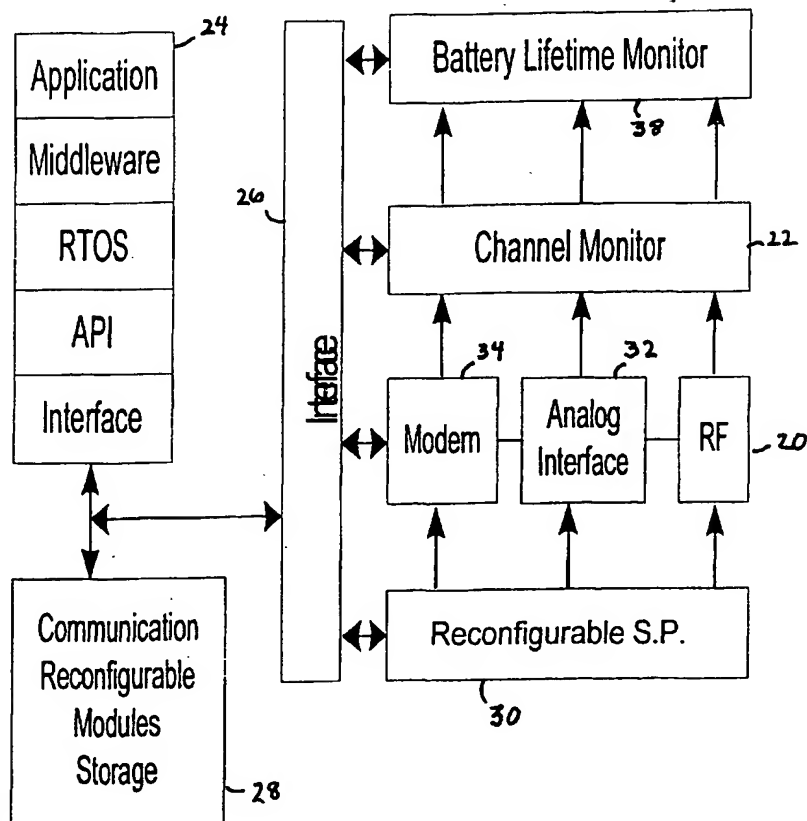 24
Application
Middleware
RTOS
API
Interface
Communication
Reconfigurable
Modules
Storage
28
26
Interface
Battery Lifetime Monitor
38
Channel Monitor
22
34
Modem
32
Analog
Interface
RF
20
Reconfigurable S.P.
30